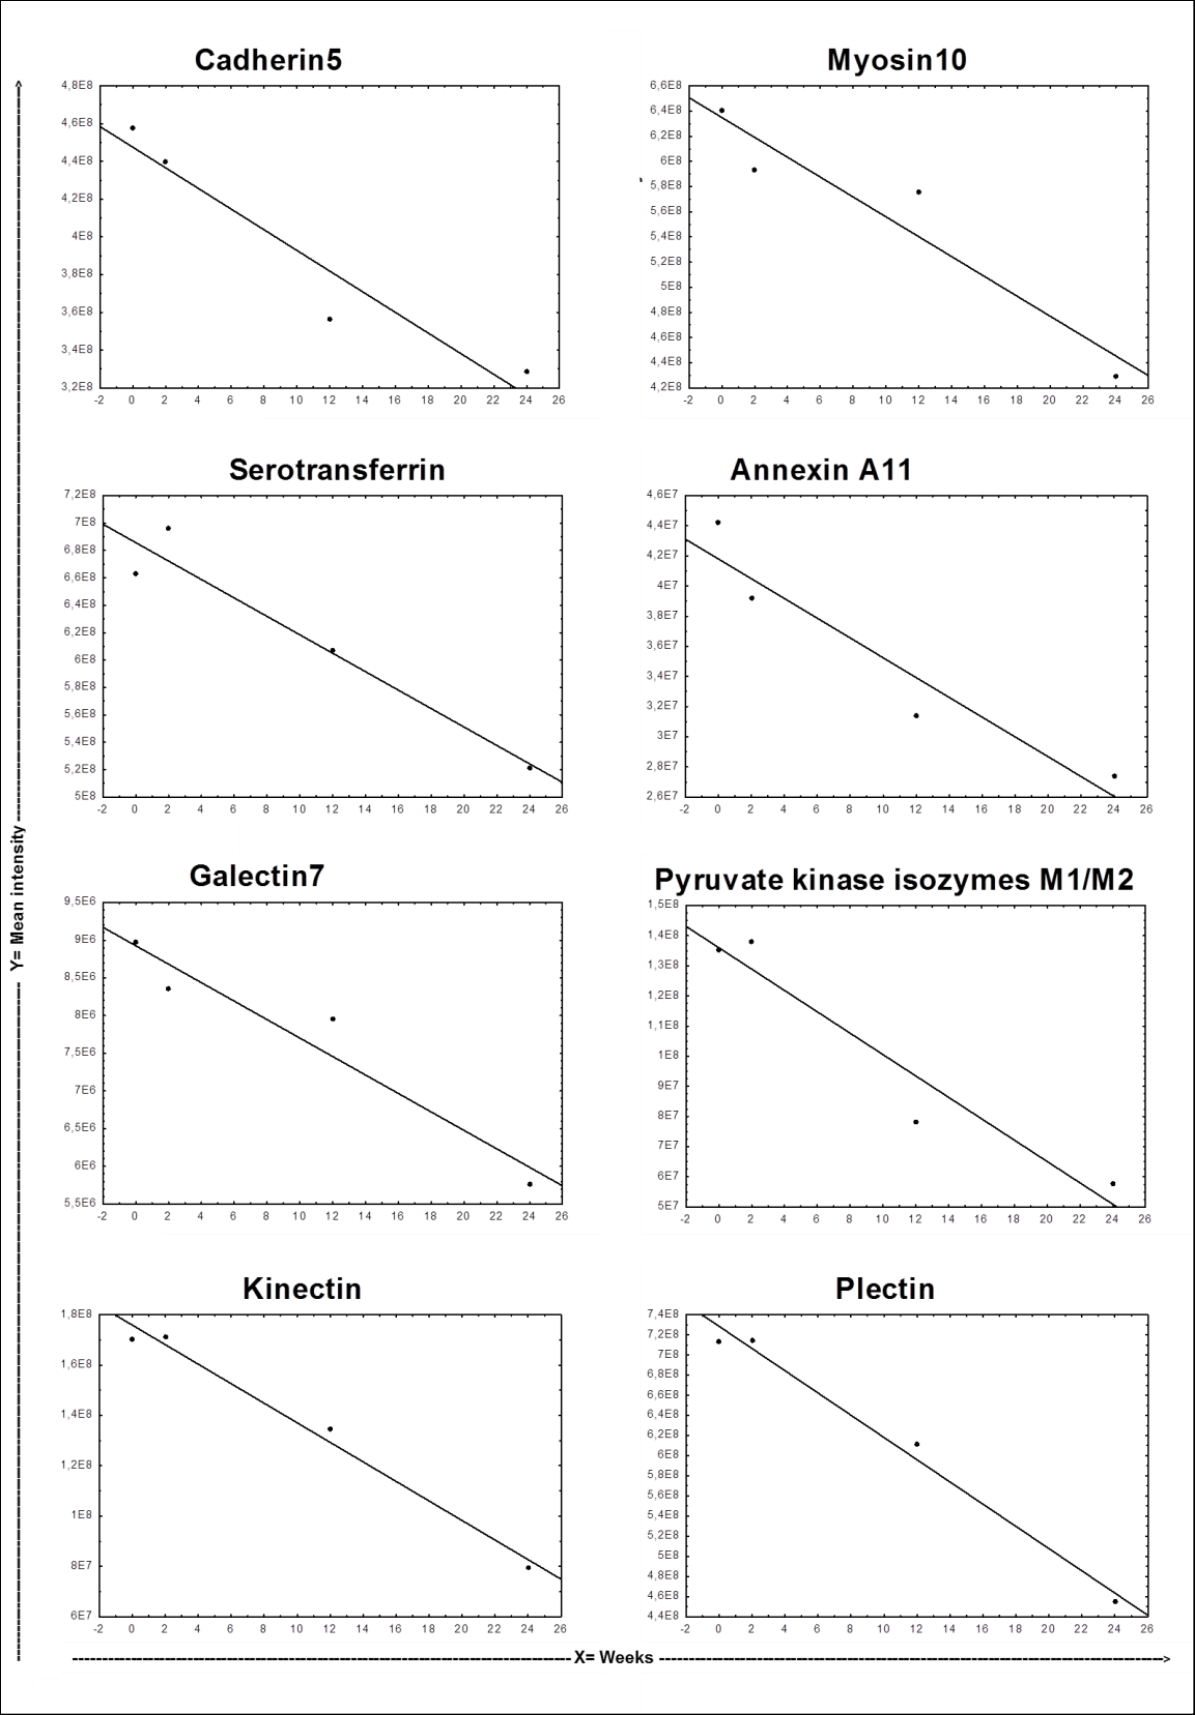 Cadherin5
4,8E8
4,6E8
4,4E8
4,2E8
4E8
3,8E8
3,6E8
3,4E8
3,2E8
-2 0 2 4 6 8 10 12 14 16 18 20 22 24 26
Myosin10
6,6E8
6,4E8
6,2E8
6E8
5,8E8
5,6E8
5,4E8
5,2E8
5E8
4,8E8
4,6E8
4,4E8
4,2E8
-2 0 2 4 6 8 10 12 14 16 18 20 22 24 26
Serotransferrin
7,2E8
7E8
6,8E8
6,6E8
6,4E8
6,2E8
6E8
5,8E8
5,6E8
5,4E8
5,2E8
5E8
-2 0 2 4 6 8 10 12 14 16 18 20 22 24 26
Annexin A11
4,6E7
4,4E7
4,2E7
4E7
3,8E7
3,6E7
3,4E7
3,2E7
3E7
2,8E7
2,6E7
-2 0 2 4 6 8 10 12 14 16 18 20 22 24 26
Galectin7
9,5E6
9E6
8,5E6
8E6
7,5E6
7E6
6,5E6
6E6
5,5E6
-2 0 2 4 6 8 10 12 14 16 18 20 22 24 26
Pyruvate kinase isozymes M1/M2
1,5E8
1,4E8
1,3E8
1,2E8
1,1E8
1E8
9E7
8E7
7E7
6E7
5E7
-2 0 2 4 6 8 10 12 14 16 18 20 22 24 26
Kinectin
1,8E8
1,6E8
1,4E8
1,2E8
1E8
8E7
6E7
-2 0 2 4 6 8 10 12 14 16 18 20 22 24 26
Plectin
7,4E8
7,2E8
7E8
6,8E8
6,6E8
6,4E8
6,2E8
6E8
5,8E8
5,6E8
5,4E8
5,2E8
5E8
4,8E8
4,6E8
4,4E8
-2 0 2 4 6 8 10 12 14 16 18 20 22 24 26
Y= Mean intensity
X= Weeks